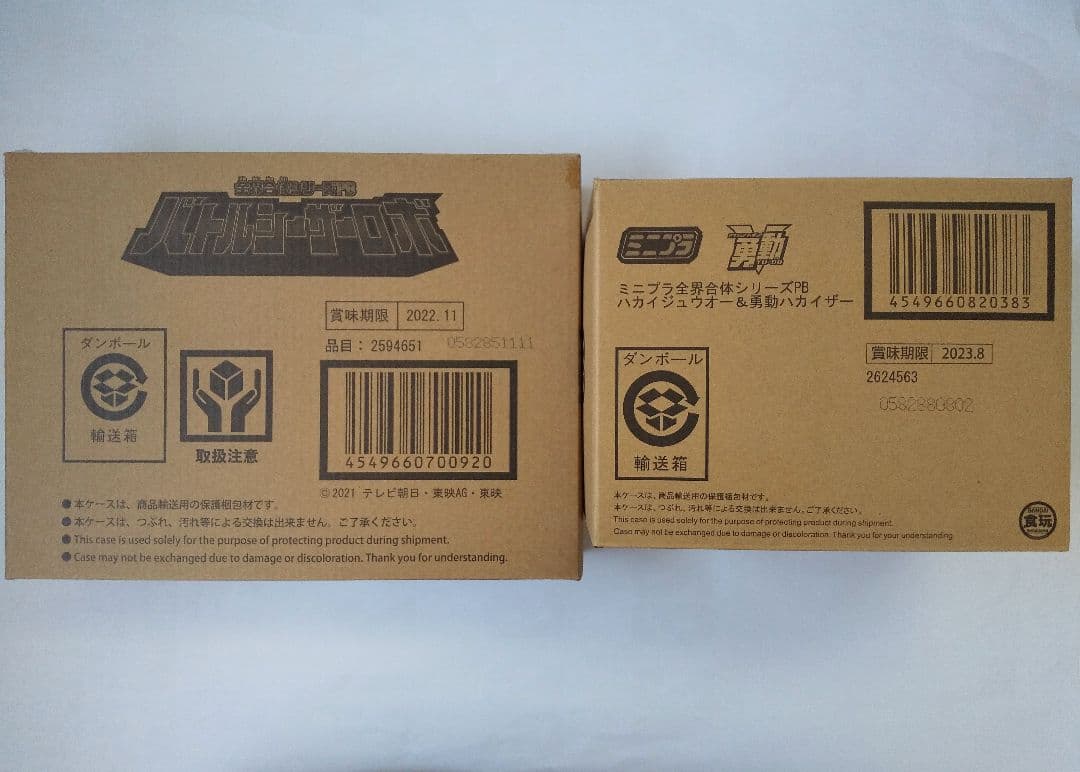 全界合体シリーズPB
バトルシーザーロボ
賞味期限 2022.11
品目：2594651 0582851111
ダンボール
輸送箱
取扱注意
4549660700920
©2021 テレビ朝日・東映AG・東映
●本ケースは、商品輸送用の保護梱包材です。
●本ケースは、つぶれ、汚れ等による交換は出来ません。ご了承ください。
●This case is used solely for the purpose of protecting product during shipment.
●Case may not be exchanged due to damage or discoloration. Thank you for understanding.
ミニプラ 勇動
YU-DO
ミニプラ全界合体シリーズPB
ハカイジュウオー＆勇動ハカイザー
4549660820383
賞味期限 2023.8
2624563
0582880802
ダンボール
輸送箱
本ケースは、商品輸送用の保護梱包材です。
本ケースは、つぶれ、汚れ等による交換は出来ません。ご了承ください。
This case is used solely for the purpose of protecting product during shipment.
Case may not be exchanged due to damage or discoloration. Thank you for your understanding.
BANDAI
食玩